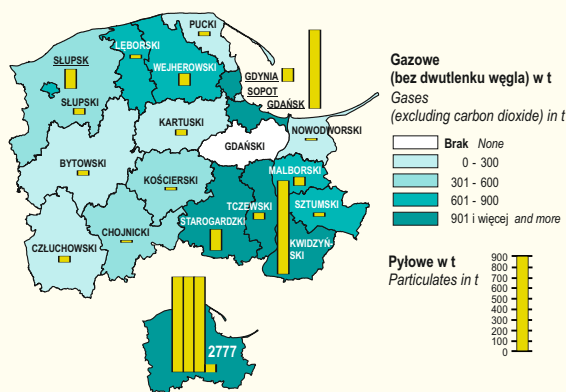 PUCKI
LĘBORSKI
WEJHEROWSKI
SŁUPSK
SŁUPSKI
GDYNIA
SOPOT
GDAŃSK
KARTUSKI
NOWODWORSKI
GDAŃSKI
BYTOWSKI
KOŚCIERSKI
MALBORSKI
TCZEWSKI
SZTUMSKI
STAROGARDZKI
CHOJNICKI
CZŁUCHOWSKI
KWIDZYŃ-
SKI
2777
Gazowe
(bez dwutlenku węgla) w t
Gases
(excluding carbon dioxide) in t
Brak None
0 - 300
301 - 600
601 - 900
901 i więcej and more
Pyłowe w t
Particulates in t
900
800
700
600
500
400
300
200
100
0